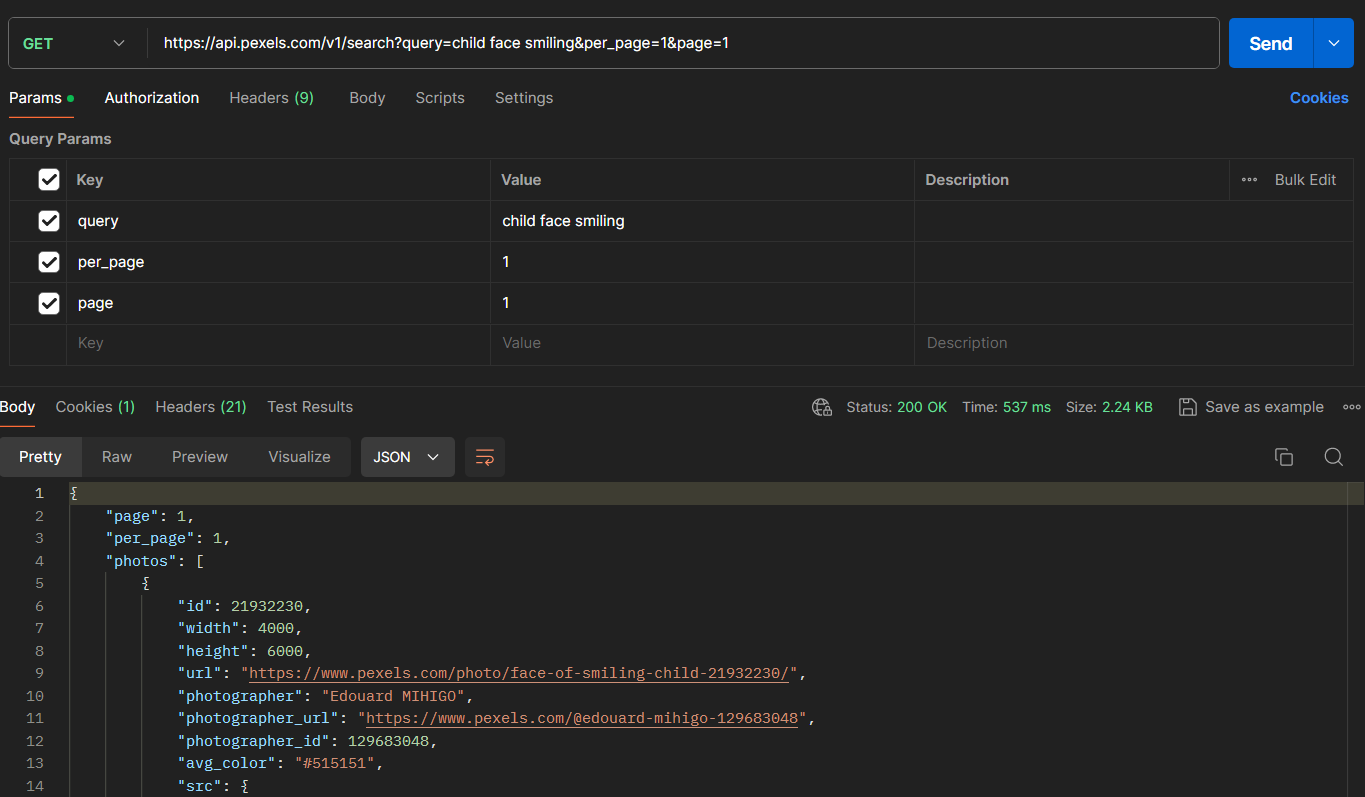 GET https://api.pexels.com/v1/search?query=child face smiling&per_page=1&page=1 Send
Params Authorization Headers (9) Body Scripts Settings Cookies
Query Params
Key Value Description Bulk Edit
query child face smiling
per_page 1
page 1
Key Value Description
Body Cookies (1) Headers (21) Test Results Status: 200 OK Time: 537 ms Size: 2.24 KB Save as example
Pretty Raw Preview Visualize JSON
1 {
2 "page": 1,
3 "per_page": 1,
4 "photos": [
5 {
6 "id": 21932230,
7 "width": 4000,
8 "height": 6000,
9 "url": "https://www.pexels.com/photo/face-of-smiling-child-21932230/",
10 "photographer": "Edouard MIHIGO",
11 "photographer_url": "https://www.pexels.com/@edouard-mihigo-129683048",
12 "photographer_id": 129683048,
13 "avg_color": "#515151",
14 "src": {